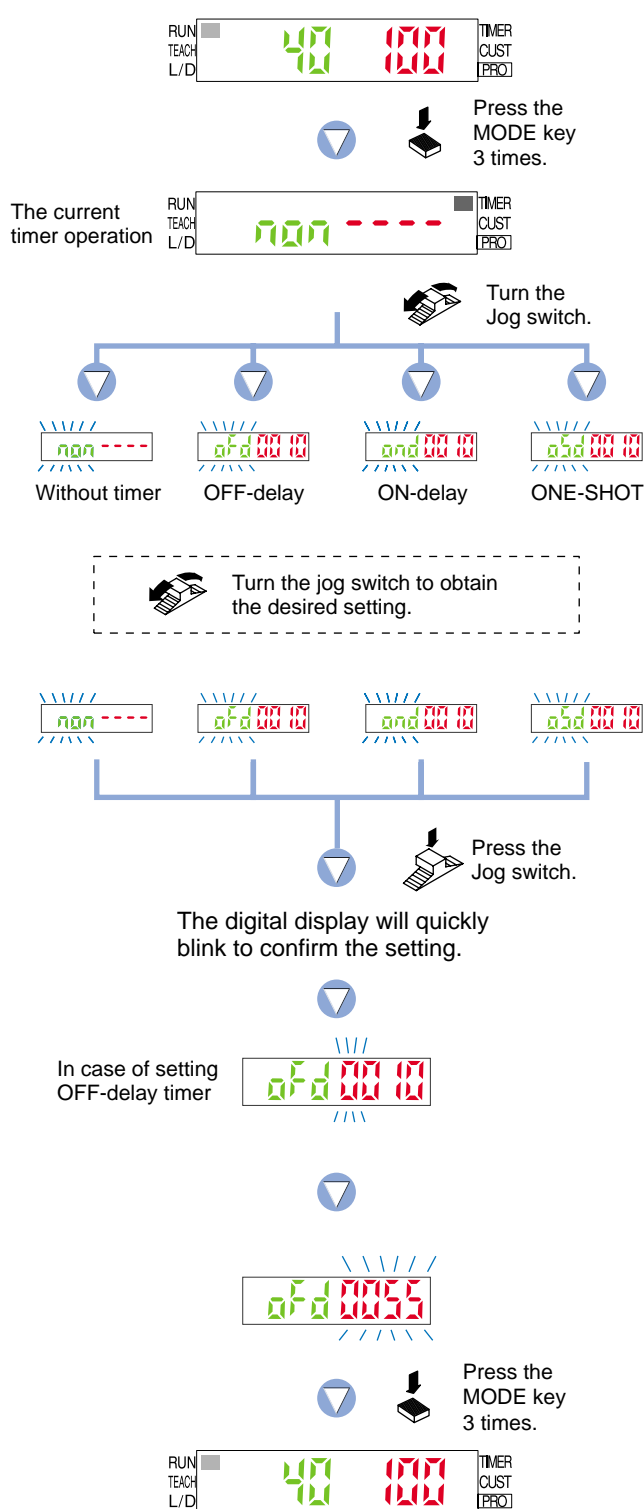 RUN 40 100 TIMER
TEACH CUST
L/D PRO
Press the
MODE key
3 times.
The current
timer operation
RUN TIMER
TEACH non ---- CUST
L/D PRO
Turn the
Jog switch.
non ---- oFd 0010 ond 0010 oSd 0010
Without timer OFF-delay ON-delay ONE-SHOT
Turn the jog switch to obtain
the desired setting.
non ---- oFd 0010 ond 0010 oSd 0010
Press the
Jog switch.
The digital display will quickly
blink to confirm the setting.
In case of setting
OFF-delay timer
oFd 0010
oFd 0055
Press the
MODE key
3 times.
RUN 40 100 TIMER
TEACH CUST
L/D PRO